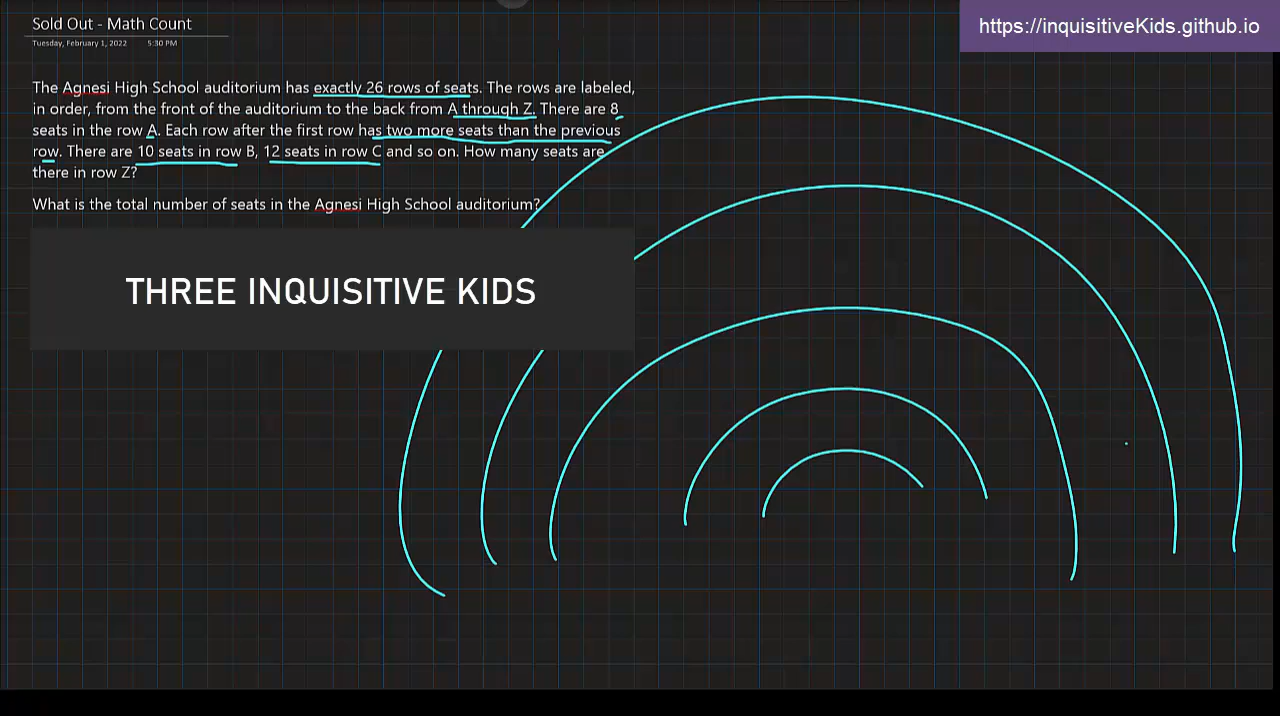 Sold Out - Math Count
https://inquisitiveKids.github.io
Tuesday, February 1, 2022 5:30 PM
The Agnesi High School auditorium has exactly 26 rows of seats. The rows are labeled,
in order, from the front of the auditorium to the back from A through Z. There are 8
seats in the row A. Each row after the first row has two more seats than the previous
row. There are 10 seats in row B, 12 seats in row C and so on. How many seats are
there in row Z?
What is the total number of seats in the Agnesi High School auditorium?
THREE INQUISITIVE KIDS